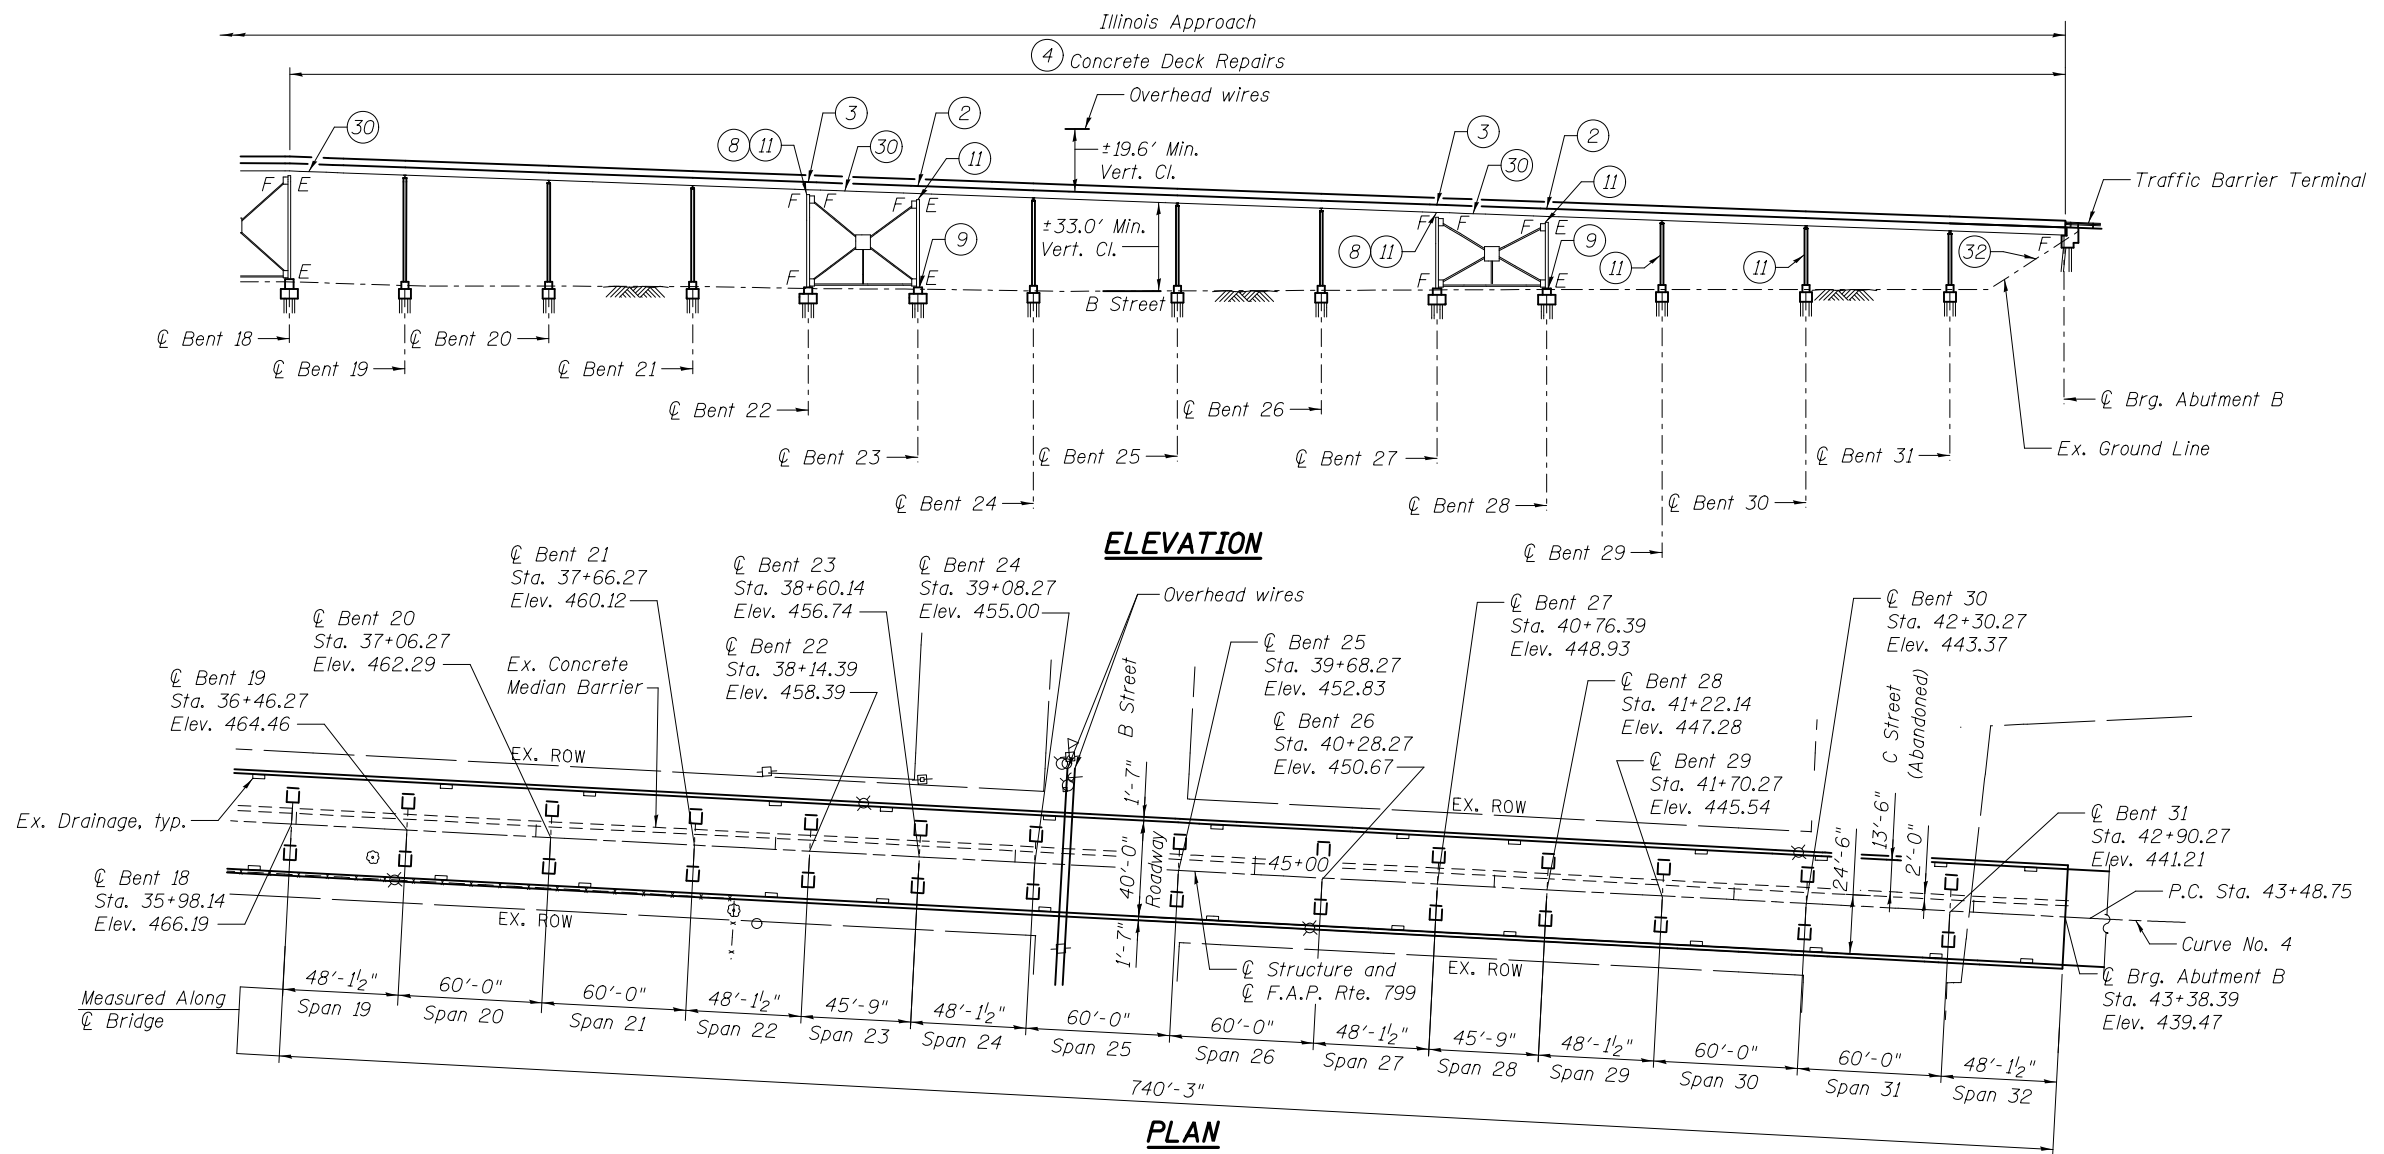 Illinois Approach
4 Concrete Deck Repairs
Overhead wires
30
3
2
8 11
30
11
±19.6' Min.
Vert. Cl.
3
30
2
11
Traffic Barrier Terminal
F E
F F
F E
F F
F E
±33.0' Min.
Vert. Cl.
9
8 11
9
11
11
32
F
E
F
E
F
E
B Street
℄ Bent 18
℄ Bent 19
℄ Bent 20
℄ Bent 21
℄ Bent 22
℄ Bent 23
℄ Bent 24
℄ Bent 25
℄ Bent 26
℄ Bent 27
℄ Bent 28
℄ Bent 29
℄ Bent 30
℄ Bent 31
℄ Brg. Abutment B
Ex. Ground Line
ELEVATION
℄ Bent 18
Sta. 35+98.14
Elev. 466.19
℄ Bent 19
Sta. 36+46.27
Elev. 464.46
℄ Bent 20
Sta. 37+06.27
Elev. 462.29
℄ Bent 21
Sta. 37+66.27
Elev. 460.12
Ex. Concrete
Median Barrier
℄ Bent 22
Sta. 38+14.39
Elev. 458.39
℄ Bent 23
Sta. 38+60.14
Elev. 456.74
℄ Bent 24
Sta. 39+08.27
Elev. 455.00
Overhead wires
B Street
℄ Bent 25
Sta. 39+68.27
Elev. 452.83
℄ Bent 26
Sta. 40+28.27
Elev. 450.67
℄ Bent 27
Sta. 40+76.39
Elev. 448.93
℄ Bent 28
Sta. 41+22.14
Elev. 447.28
℄ Bent 29
Sta. 41+70.27
Elev. 445.54
℄ Bent 30
Sta. 42+30.27
Elev. 443.37
C Street
(Abandoned)
℄ Bent 31
Sta. 42+90.27
Elev. 441.21
P.C. Sta. 43+48.75
Curve No. 4
℄ Brg. Abutment B
Sta. 43+38.39
Elev. 439.47
EX. ROW
EX. ROW
EX. ROW
EX. ROW
Ex. Drainage, typ.
1'-7"
40'-0"
Roadway
1'-7"
45+00
24'-6"
13'-6"
2'-0"
℄ Structure and
℄ F.A.P. Rte. 799
Measured Along
℄ Bridge
48'-1½"
Span 19
60'-0"
Span 20
60'-0"
Span 21
48'-1½"
Span 22
45'-9"
Span 23
48'-1½"
Span 24
60'-0"
Span 25
60'-0"
Span 26
48'-1½"
Span 27
45'-9"
Span 28
48'-1½"
Span 29
60'-0"
Span 30
60'-0"
Span 31
48'-1½"
Span 32
740'-3"
PLAN